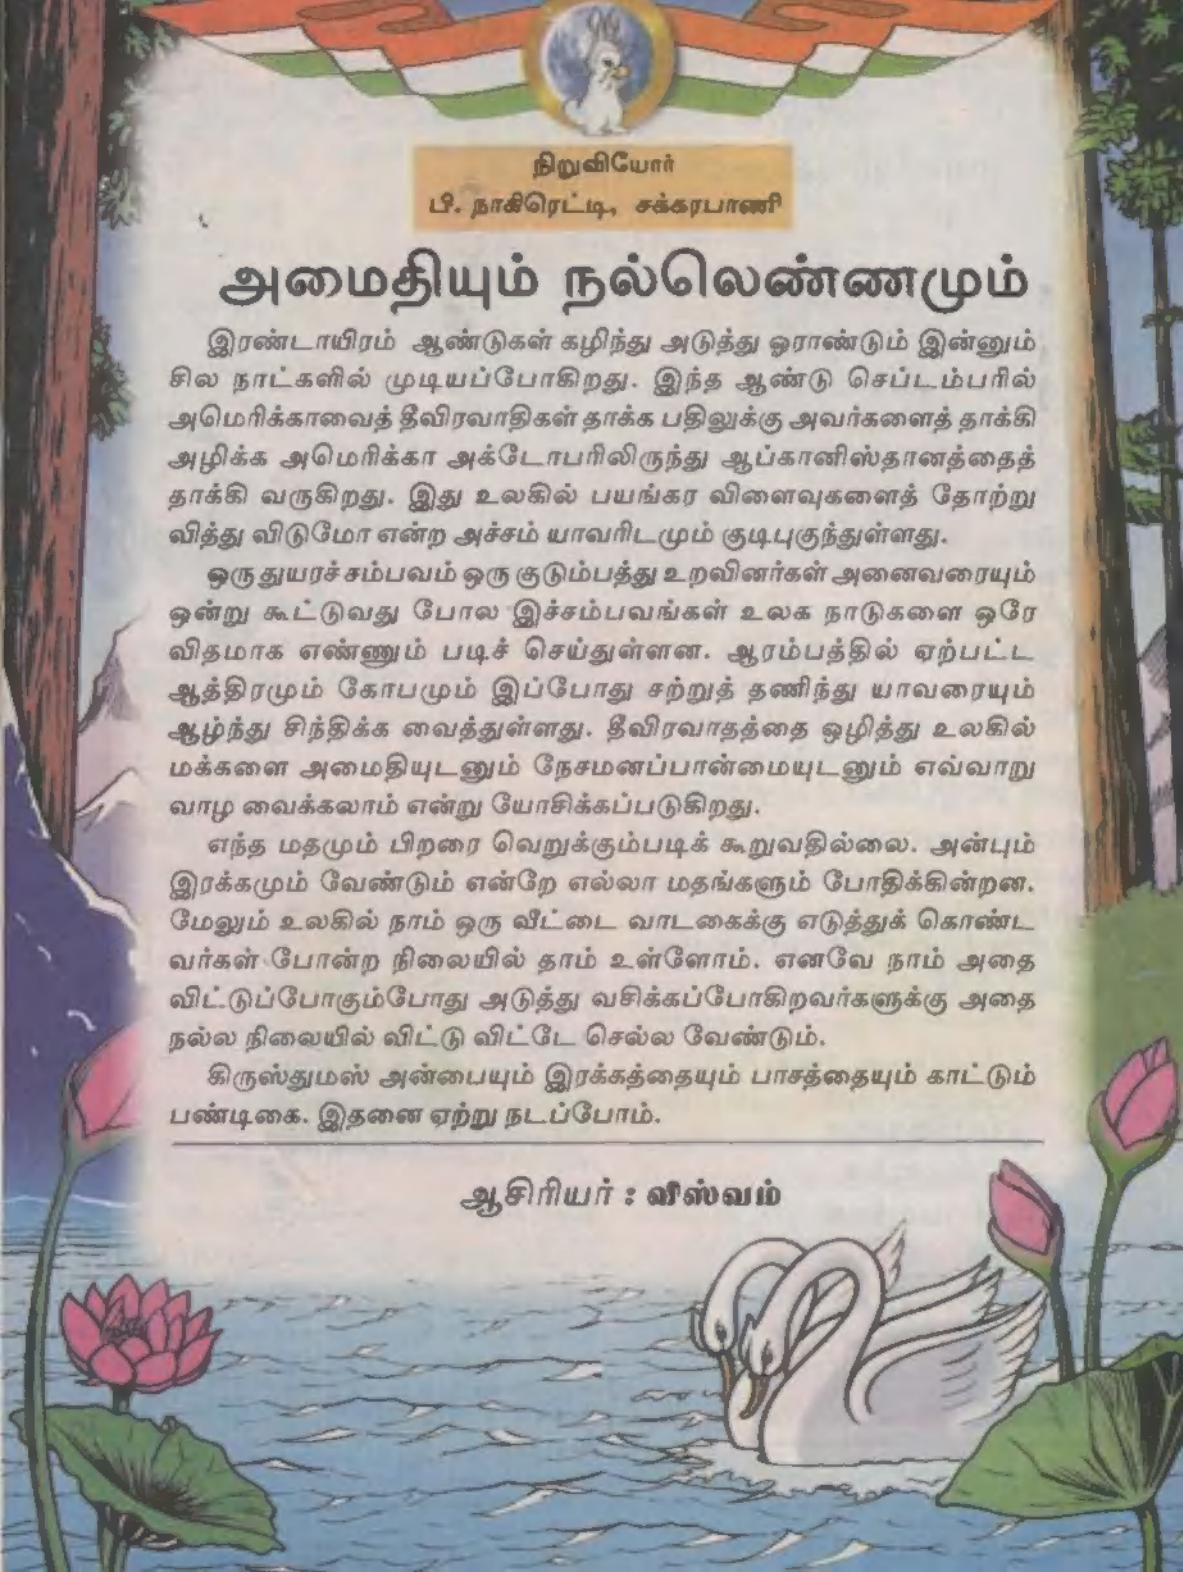 நிறுவியோர்
பி. நாகிரெட்டி, சக்கரபாணி
அமைதியும் நல்லெண்ணமும்
இரண்டாயிரம் ஆண்டுகள் கழிந்து அடுத்து ஓராண்டும் இன்னும்
சில நாட்களில் முடியப்போகிறது. இந்த ஆண்டு செப்டம்பரில்
அமெரிக்காவைத் தீவிரவாதிகள் தாக்க பதிலுக்கு அவர்களைத் தாக்கி
அழிக்க அமெரிக்கா அக்டோபரிலிருந்து ஆப்கானிஸ்தானத்தைத்
தாக்கி வருகிறது. இது உலகில் பயங்கர விளைவுகளைத் தோற்று
வித்து விடுமோ என்ற அச்சம் யாவரிடமும் குடிபுகுந்துள்ளது.
ஒரு துயரச் சம்பவம் ஒரு குடும்பத்து உறவினர்கள் அனைவரையும்
ஒன்று கூட்டுவது போல இச்சம்பவங்கள் உலக நாடுகளை ஒரே
விதமாக எண்ணும் படிச் செய்துள்ளன. ஆரம்பத்தில் ஏற்பட்ட
ஆத்திரமும் கோபமும் இப்போது சற்றுத் தணிந்து யாவரையும்
ஆழ்ந்து சிந்திக்க வைத்துள்ளது. தீவிரவாதத்தை ஒழித்து உலகில்
மக்களை அமைதியுடனும் நேசமனப்பான்மையுடனும் எவ்வாறு
வாழ வைக்கலாம் என்று யோசிக்கப்படுகிறது.
எந்த மதமும் பிறரை வெறுக்கும்படிக் கூறுவதில்லை. அன்பும்
இரக்கமும் வேண்டும் என்றே எல்லா மதங்களும் போதிக்கின்றன.
மேலும் உலகில் நாம் ஒரு வீட்டை வாடகைக்கு எடுத்துக் கொண்ட
வர்கள் போன்ற நிலையில் தாம் உள்ளோம். எனவே நாம் அதை
விட்டுப்போகும்போது அடுத்து வசிக்கப்போகிறவர்களுக்கு அதை
நல்ல நிலையில் விட்டு விட்டே செல்ல வேண்டும்.
கிருஸ்துமஸ் அன்பையும் இரக்கத்தையும் பாசத்தையும் காட்டும்
பண்டிகை. இதனை ஏற்று நடப்போம்.
ஆசிரியர் : விஸ்வம்